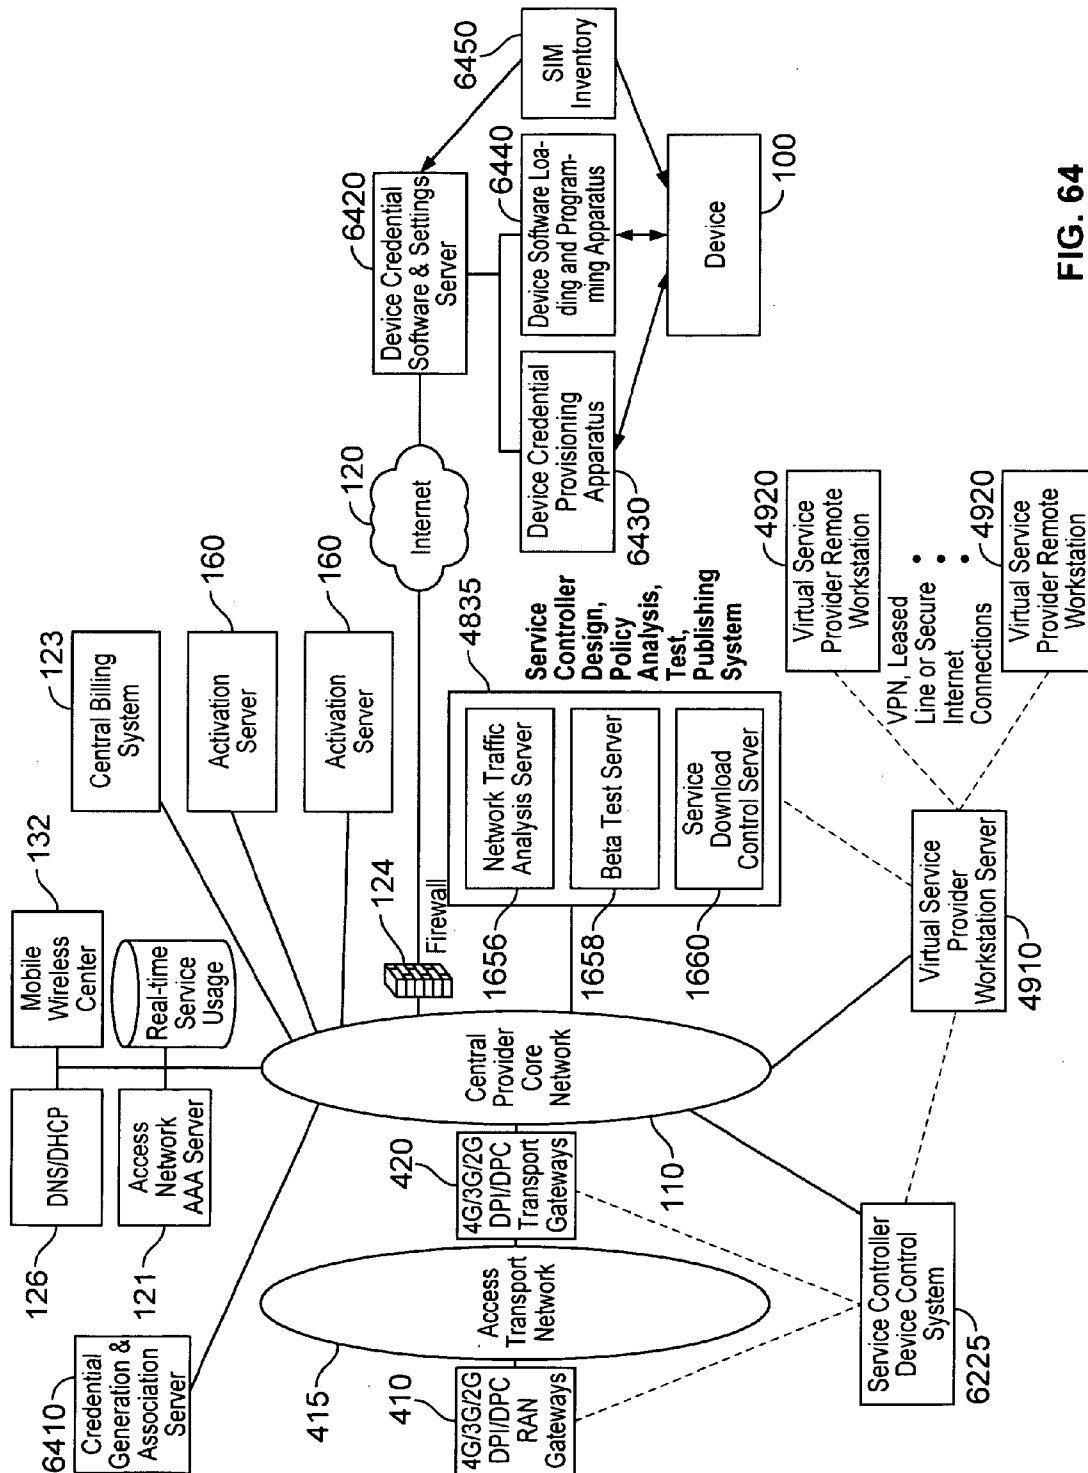 6410
Credential
Generation &
Association
Server
126
DNS/DHCP
132
Mobile
Wireless
Center
121
Access
Network
AAA Server
Real-time
Service
Usage
123
Central Billing
System
160
Activation
Server
160
Activation
Server
415
Access
Transport
Network
410
4G/3G/2G
DPI/DPC
RAN
Gateways
420
4G/3G/2G
DPI/DPC
Transport
Gateways
110
Central
Provider
Core
Network
124
Firewall
120
Internet
6420
Device Credential
Software & Settings
Server
6450
SIM
Inventory
6430
Device Credential
Provisioning
Apparatus
6440
Device Software Loa-
ding and Program-
ming Apparatus
100
Device
4835
Service
Controller
Design,
Policy
Analysis,
Test,
Publishing
System
1656
Network Traffic
Analysis Server
1658
Beta Test Server
1660
Service
Download
Control Server
6225
Service Controller
Device Control
System
4910
Virtual Service
Provider
Workstation Server
4920
Virtual Service
Provider Remote
Workstation
VPN, Leased
Line or Secure
Internet
Connections
4920
Virtual Service
Provider Remote
Workstation
FIG. 64